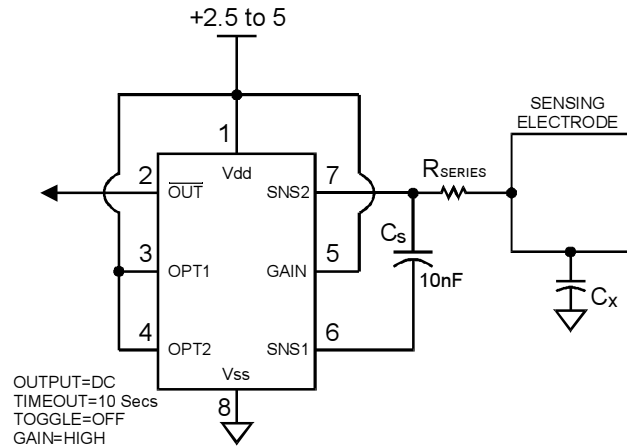 +2.5 to 5
SENSING
ELECTRODE
1
Vdd
2
OUT
7
SNS2
RSERIES
3
OPT1
5
GAIN
Cs
10nF
4
OPT2
6
SNS1
Cx
Vss
8
OUTPUT=DC
TIMEOUT=10 Secs
TOGGLE=OFF
GAIN=HIGH